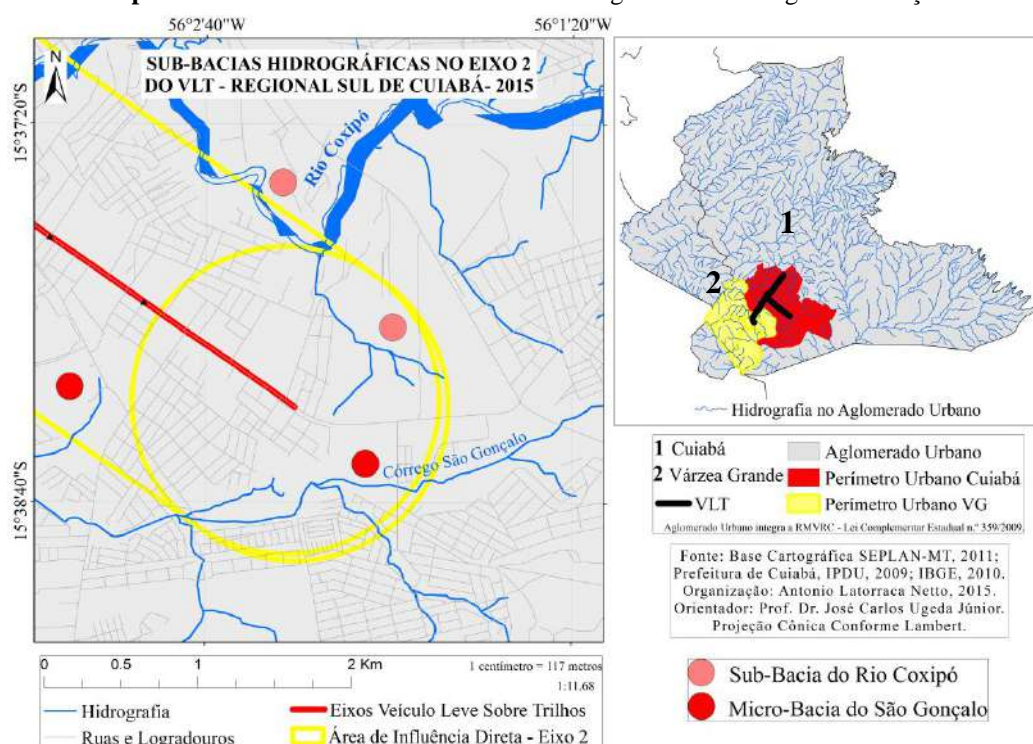 56°2'40"W
56°1'20"W
SUB-BACIAS HIDROGRÁFICAS NO EIXO 2
DO VLT - REGIONAL SUL DE CUIABÁ- 2015
N
15°37'20"S
15°38'40"S
Rio Coxipó
Córrego São Gonçalo
0 0.5 1 2 Km
1 centímetro = 117 metros
1:11.68
Hidrografia
Ruas e Logradouros
Eixos Veículo Leve Sobre Trilhos
Área de Influência Direta - Eixo 2
1
2
Hidrografia no Aglomerado Urbano
1 Cuiabá
2 Várzea Grande
VLT
Aglomerado Urbano
Perímetro Urbano Cuiabá
Perímetro Urbano VG
Aglomerado Urbano integra a RMVRC - Lei Complementar Estadual n.º 359/2009
Fonte: Base Cartográfica SEPLAN-MT, 2011;
Prefeitura de Cuiabá, IPDU, 2009; IBGE, 2010.
Organização: Antonio Latorraca Netto, 2015.
Orientador: Prof. Dr. José Carlos Ugeda Júnior.
Projeção Cônica Conforme Lambert.
Sub-Bacia do Rio Coxipó
Micro-Bacia do São Gonçalo